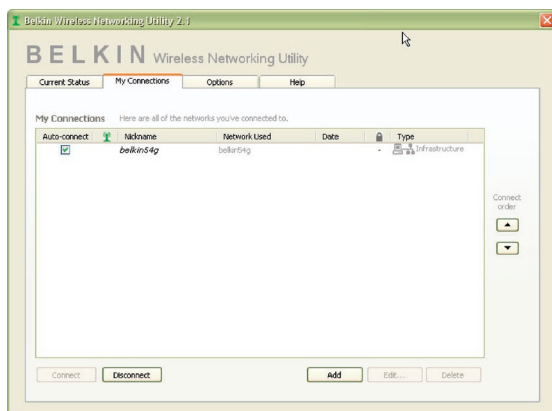 Belkin Wireless Networking Utility 2.1
BELKIN Wireless Networking Utility
Current Status My Connections Options Help
My Connections Here are all of the networks you've connected to.
Auto-connect Nickname Network Used Date Type
belkin54g belkin54g - Infrastructure
Connect
order
Connect Disconnect Add Edit... Delete